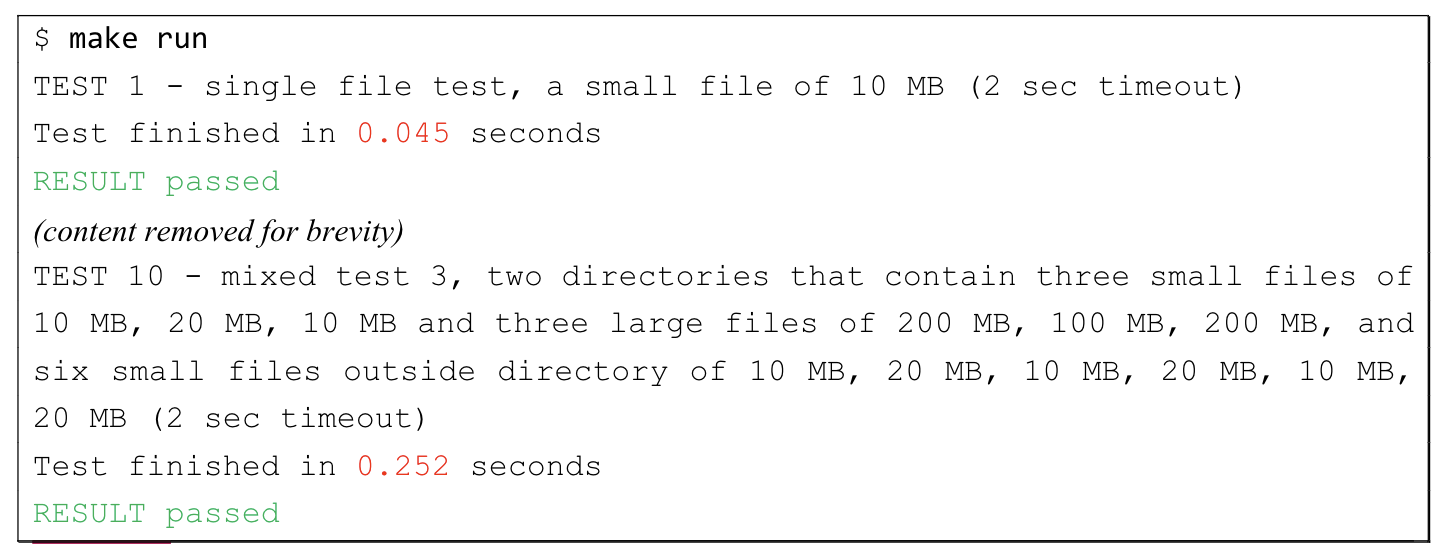 $ make run
TEST 1 - single file test, a small file of 10 MB (2 sec timeout)
Test finished in 0.045 seconds
RESULT passed
(content removed for brevity)
TEST 10 - mixed test 3, two directories that contain three small files of
10 MB, 20 MB, 10 MB and three large files of 200 MB, 100 MB, 200 MB, and
six small files outside directory of 10 MB, 20 MB, 10 MB, 20 MB, 10 MB,
20 MB (2 sec timeout)
Test finished in 0.252 seconds
RESULT passed